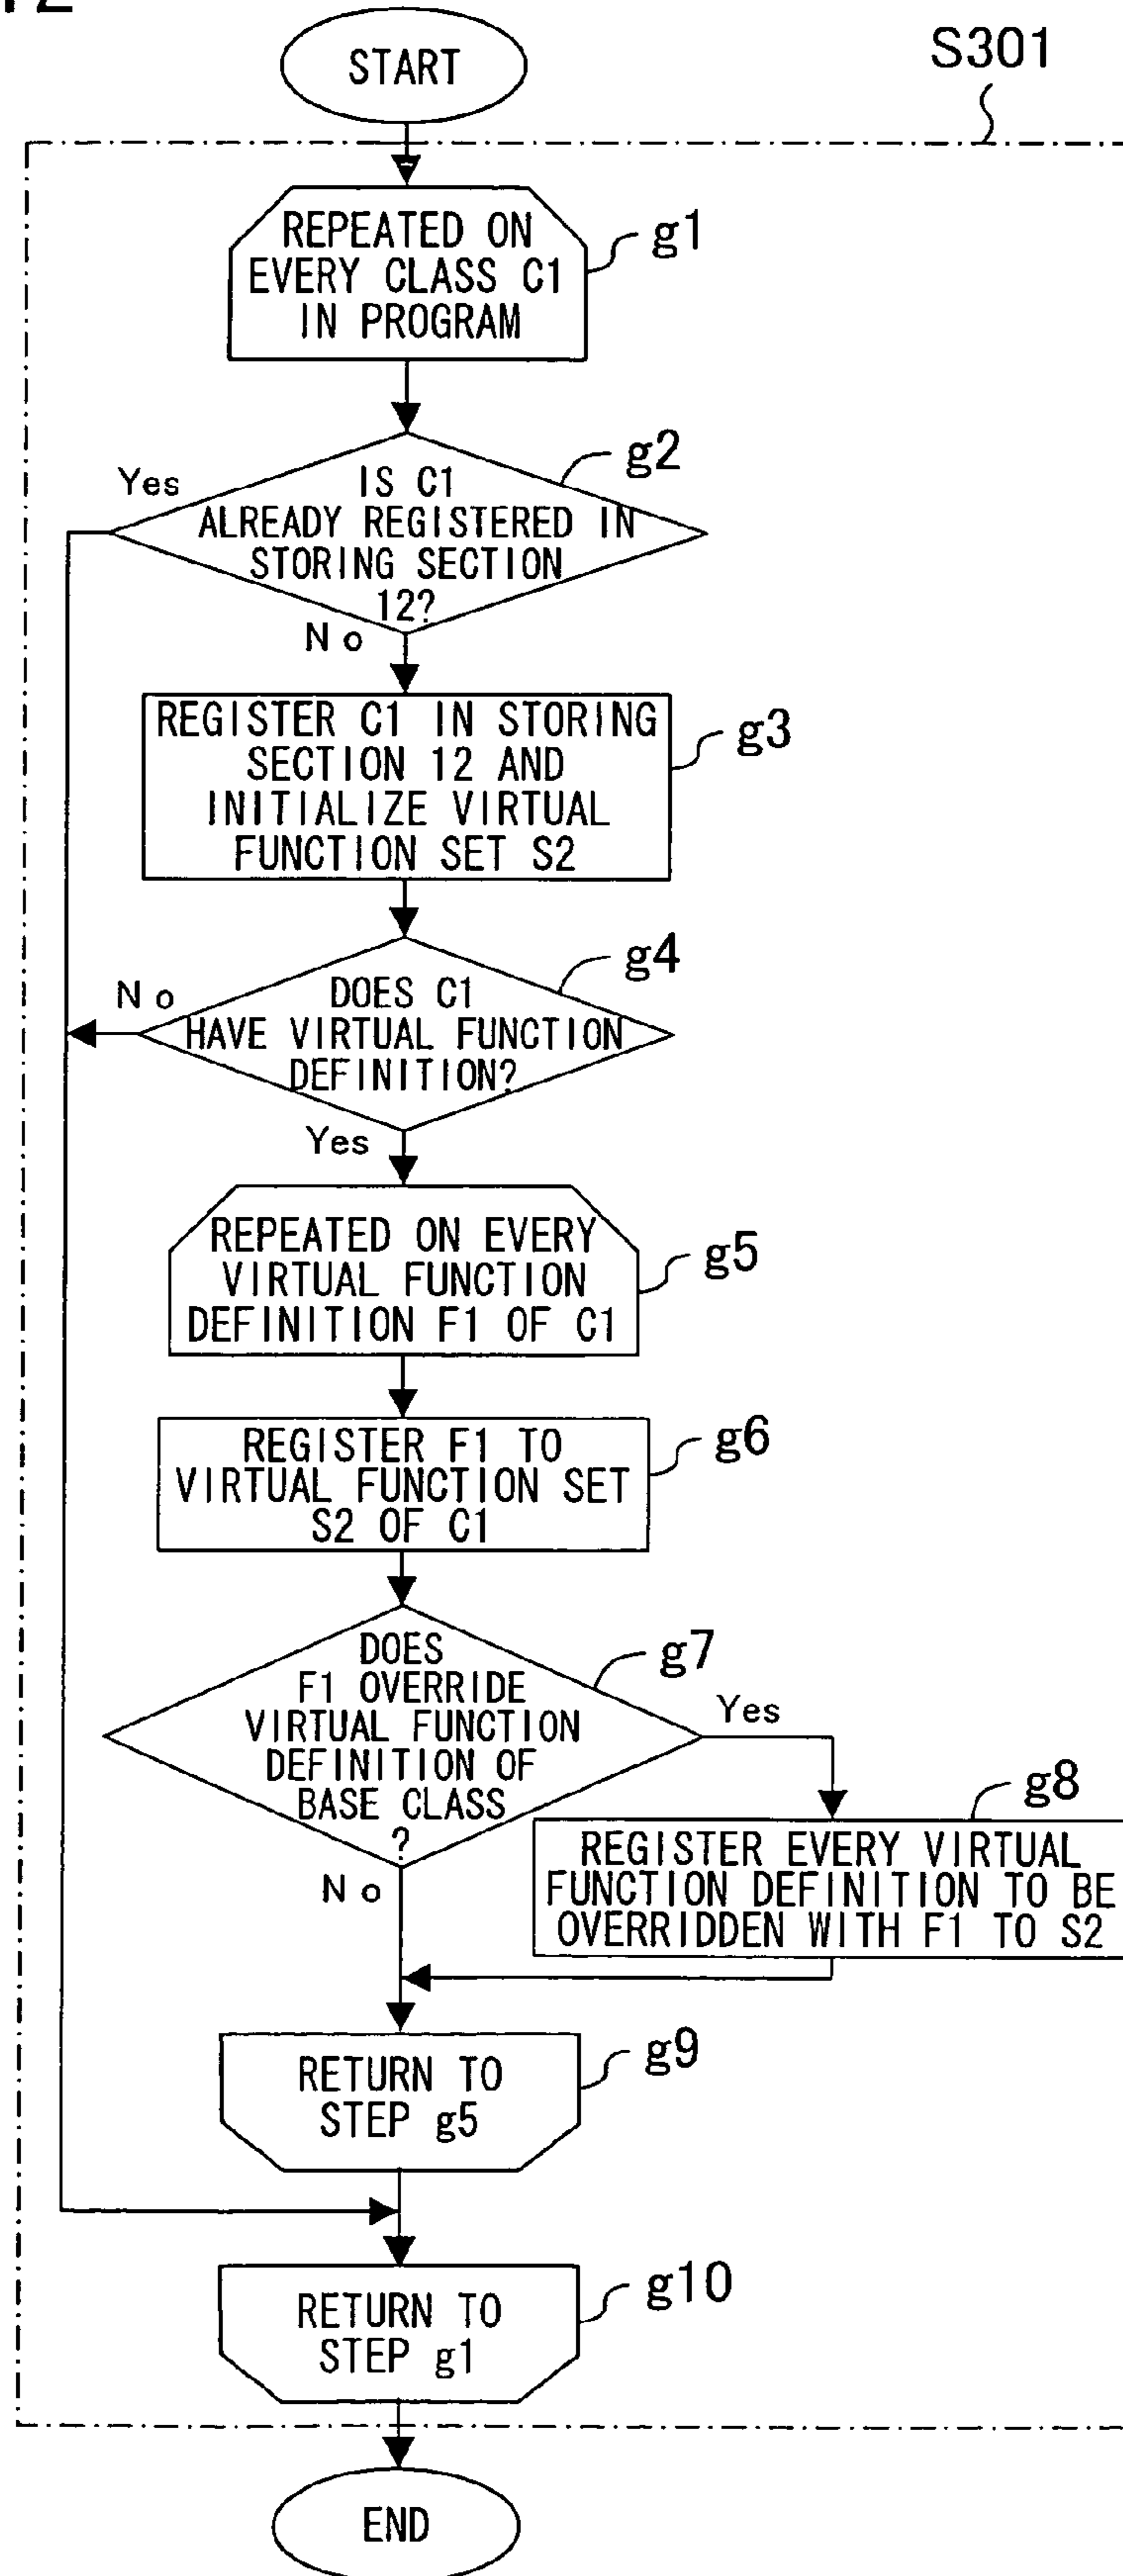 START
S301
REPEATED ON
EVERY CLASS C1
IN PROGRAM
g1
Yes
IS C1
ALREADY REGISTERED IN
STORING SECTION
12?
g2
No
REGISTER C1 IN STORING
SECTION 12 AND
INITIALIZE VIRTUAL
FUNCTION SET S2
g3
No
DOES C1
HAVE VIRTUAL FUNCTION
DEFINITION?
g4
Yes
REPEATED ON EVERY
VIRTUAL FUNCTION
DEFINITION F1 OF C1
g5
REGISTER F1 TO
VIRTUAL FUNCTION SET
S2 OF C1
g6
DOES
F1 OVERRIDE
VIRTUAL FUNCTION
DEFINITION OF
BASE CLASS
?
g7
Yes
No
REGISTER EVERY VIRTUAL
FUNCTION DEFINITION TO BE
OVERRIDDEN WITH F1 TO S2
g8
RETURN TO
STEP g5
g9
RETURN TO
STEP g1
g10
END